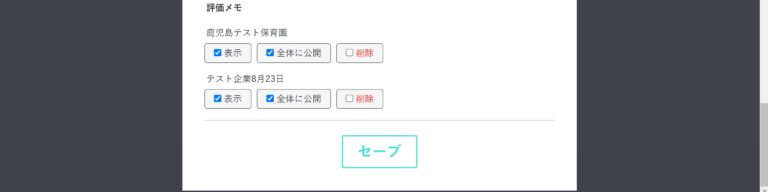 評価メモ
鹿児島テスト保育園
表示 全体に公開 削除
テスト企業8月23日
表示 全体に公開 削除
セーブ